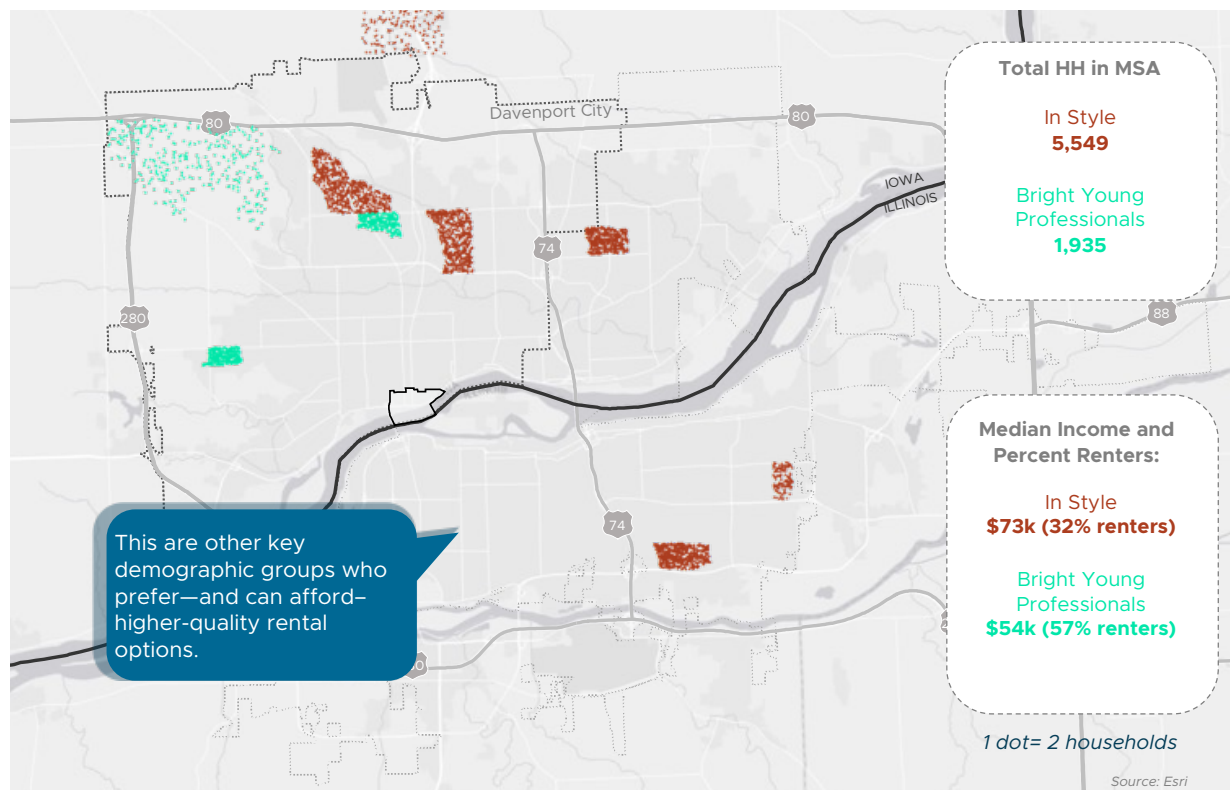 Davenport City
80
80
IOWA
ILLINOIS
74
280
88
74
Total HH in MSA
In Style
5,549
Bright Young
Professionals
1,935
Median Income and
Percent Renters:
In Style
$73k (32% renters)
Bright Young
Professionals
$54k (57% renters)
This are other key
demographic groups who
prefer—and can afford–
higher-quality rental
options.
1 dot= 2 households
Source: Esri